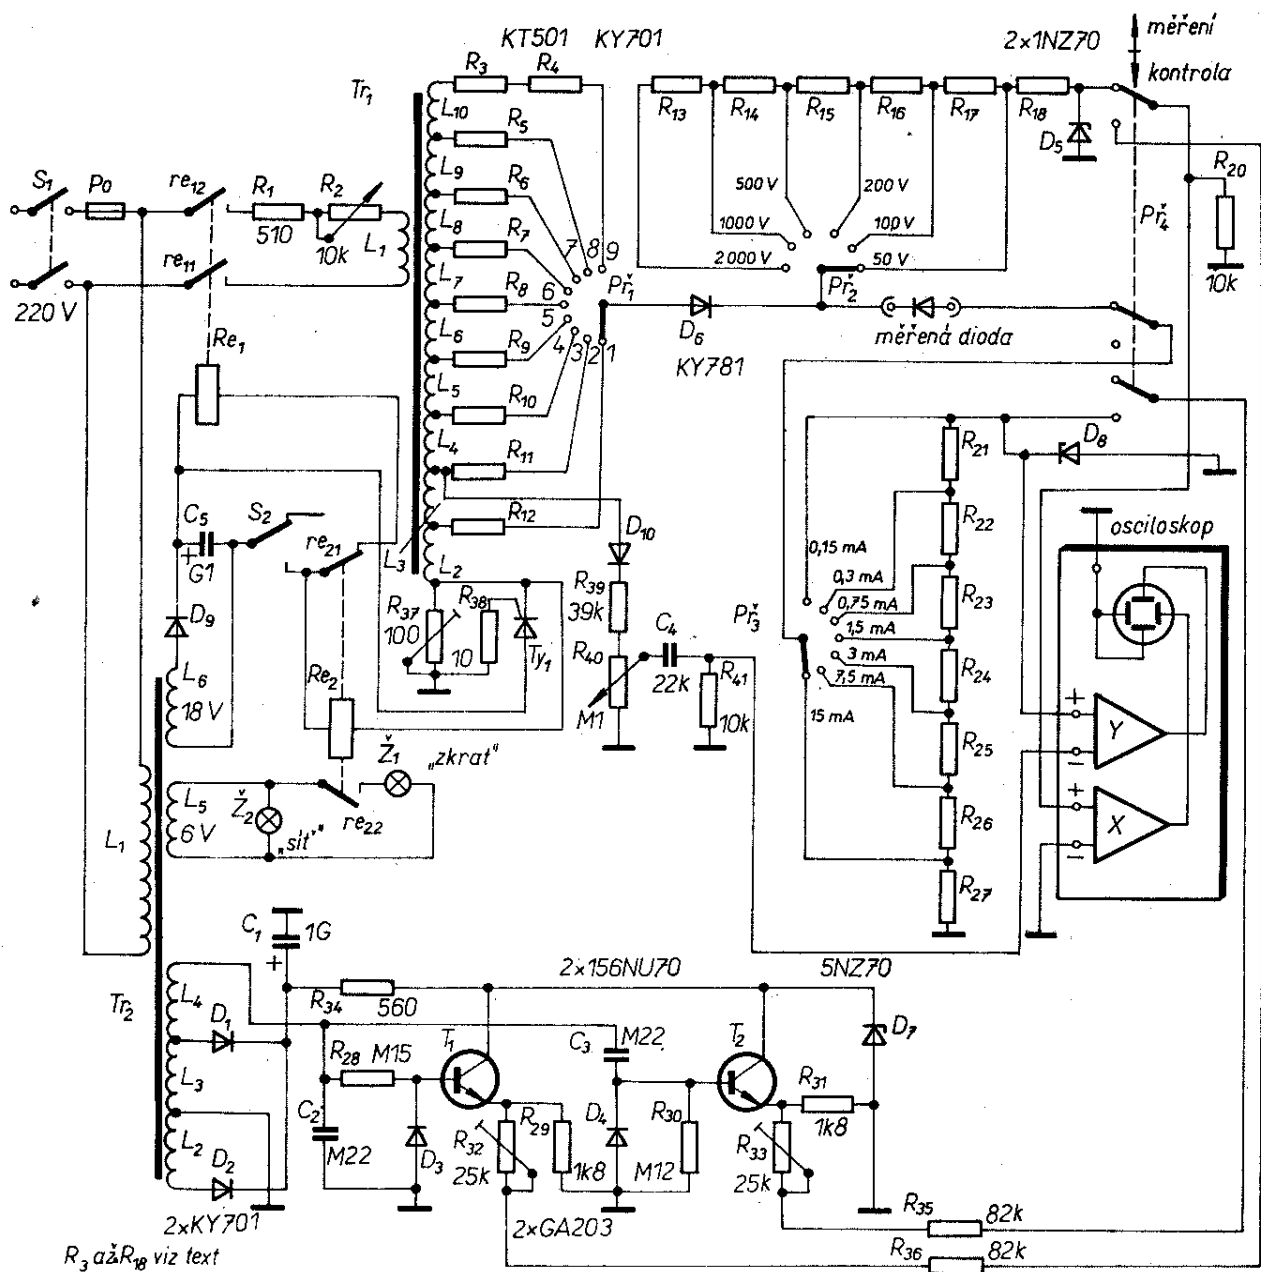 KT501 KY701
2x1NZ70
měření
kontrola
Tr₁
R₃
R₄
R₁₃
R₁₄
R₁₅
R₁₆
R₁₇
R₁₈
L₁₀
R₅
D₅
L₉
R₆
R₂₀
10k
S₁
Po
re₁₂
R₁
510
R₂
10k
L₁
500 V
200 V
1000 V
100 V
2 000 V
50 V
Př₄
L₈
R₇
7
8
9
Př₁
Př₂
re₁₁
L₇
R₈
6
5
4
3
2
1
220 V
D₆
KY781
měřená dioda
Re₁
L₆
R₉
L₅
R₁₀
L₄
R₁₁
R₁₂
R₂₁
D₈
C₅
+
G1
S₂
re₂₁
L₃
L₂
D₁₀
R₂₂
osciloskop
0,15 mA
0,3 mA
0,75 mA
1,5 mA
3 mA
7,5 mA
15 mA
Př₃
R₃₇
100
R₃₈
10
Ty₁
R₃₉
39k
R₂₃
D₉
R₄₀
M1
C₄
22k
R₄₁
10k
R₂₄
L₆
18 V
Re₂
R₂₅
+
Y
−
+
X
−
Ž₁
„zkrat“
L₅
6 V
Ž₂
„síť“
re₂₂
R₂₆
L₁
R₂₇
C₁
1G
+
2x156NU70
5NZ70
Tr₂
L₄
D₁
R₃₄
560
T₁
C₃
M22
T₂
D₇
R₂₈
M15
L₃
R₃₁
1k8
C₂
M22
D₃
R₃₂
25k
R₂₉
1k8
D₄
R₃₀
M12
R₃₃
25k
L₂
D₂
2xKY701
2xGA203
R₃₅
82k
R₃₆
82k
R₃ až R₁₈ viz text